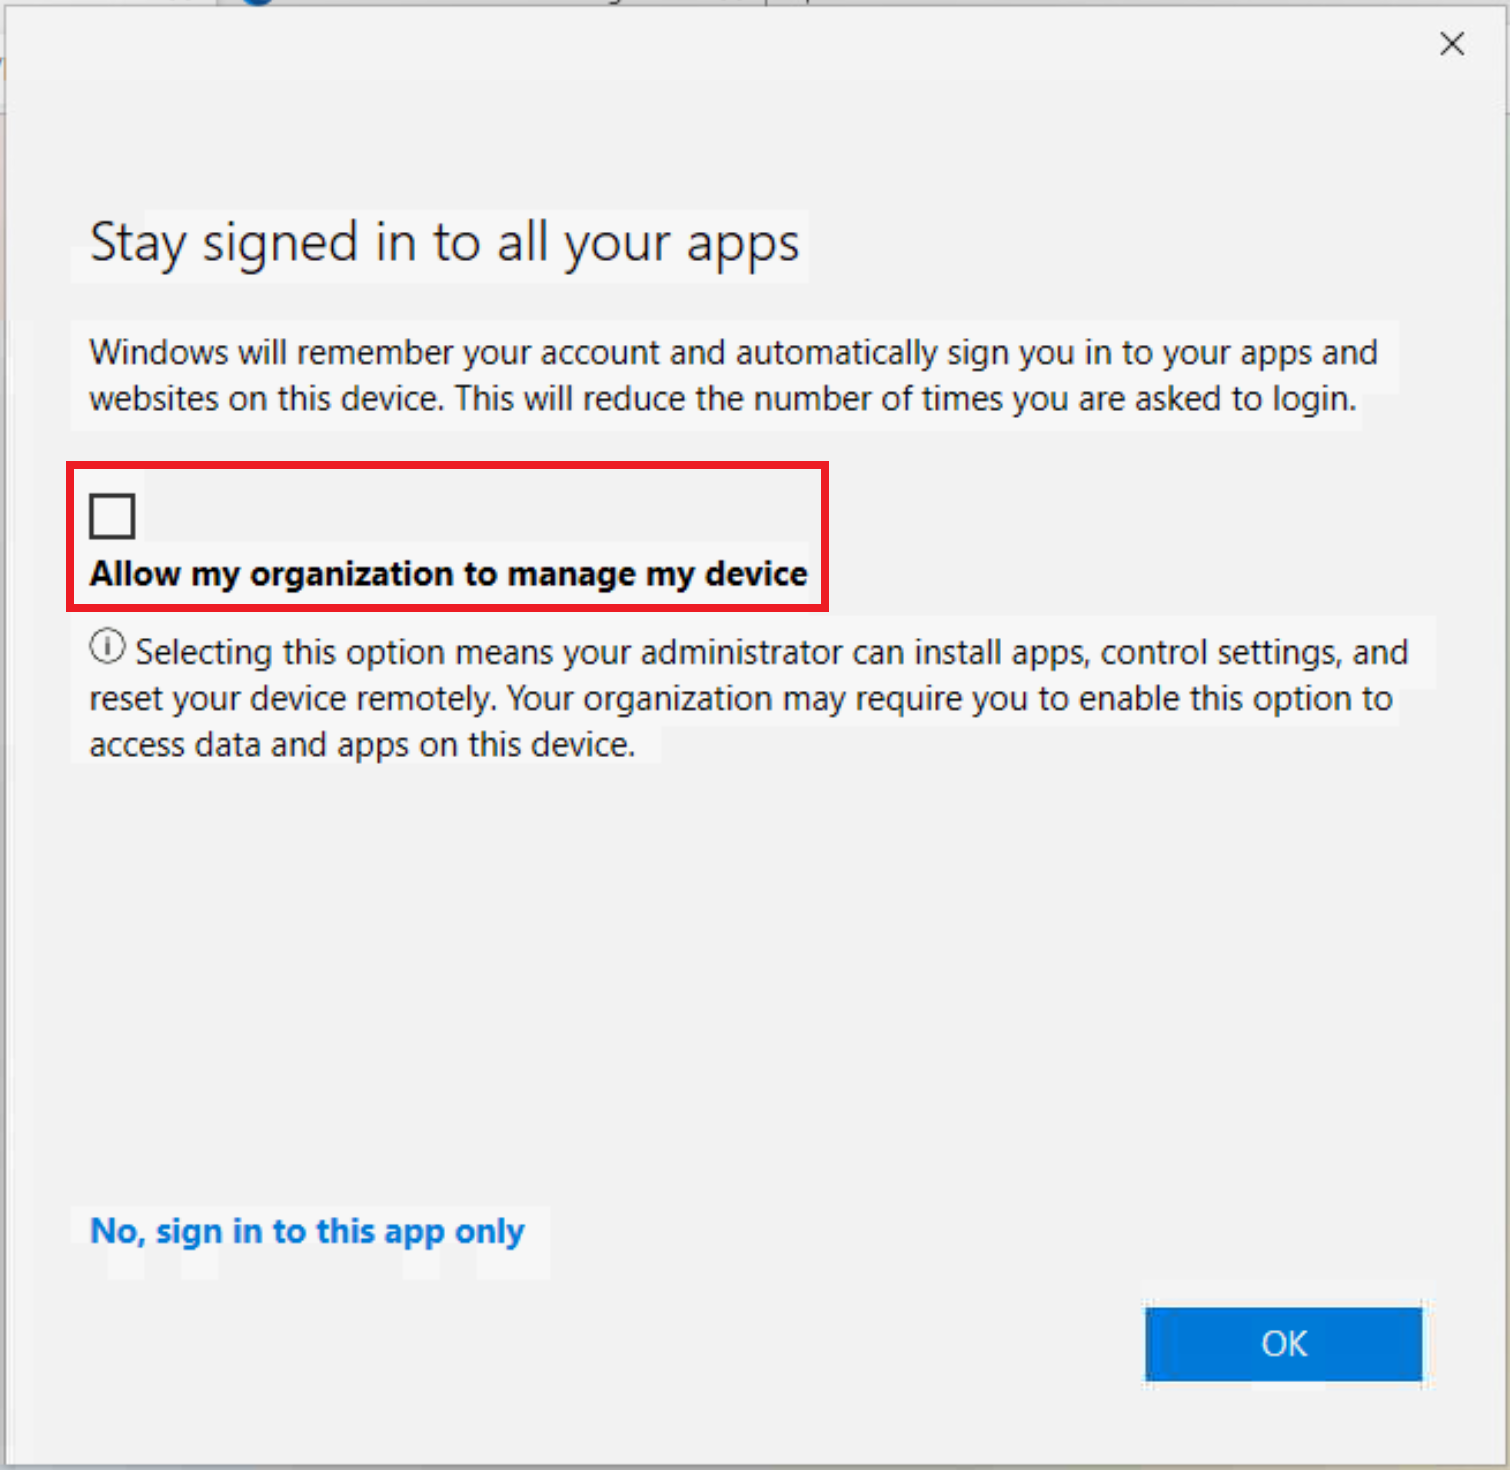 Stay signed in to all your apps
Windows will remember your account and automatically sign you in to your apps and
websites on this device. This will reduce the number of times you are asked to login.
Allow my organization to manage my device
Selecting this option means your administrator can install apps, control settings, and
reset your device remotely. Your organization may require you to enable this option to
access data and apps on this device.
No, sign in to this app only
OK